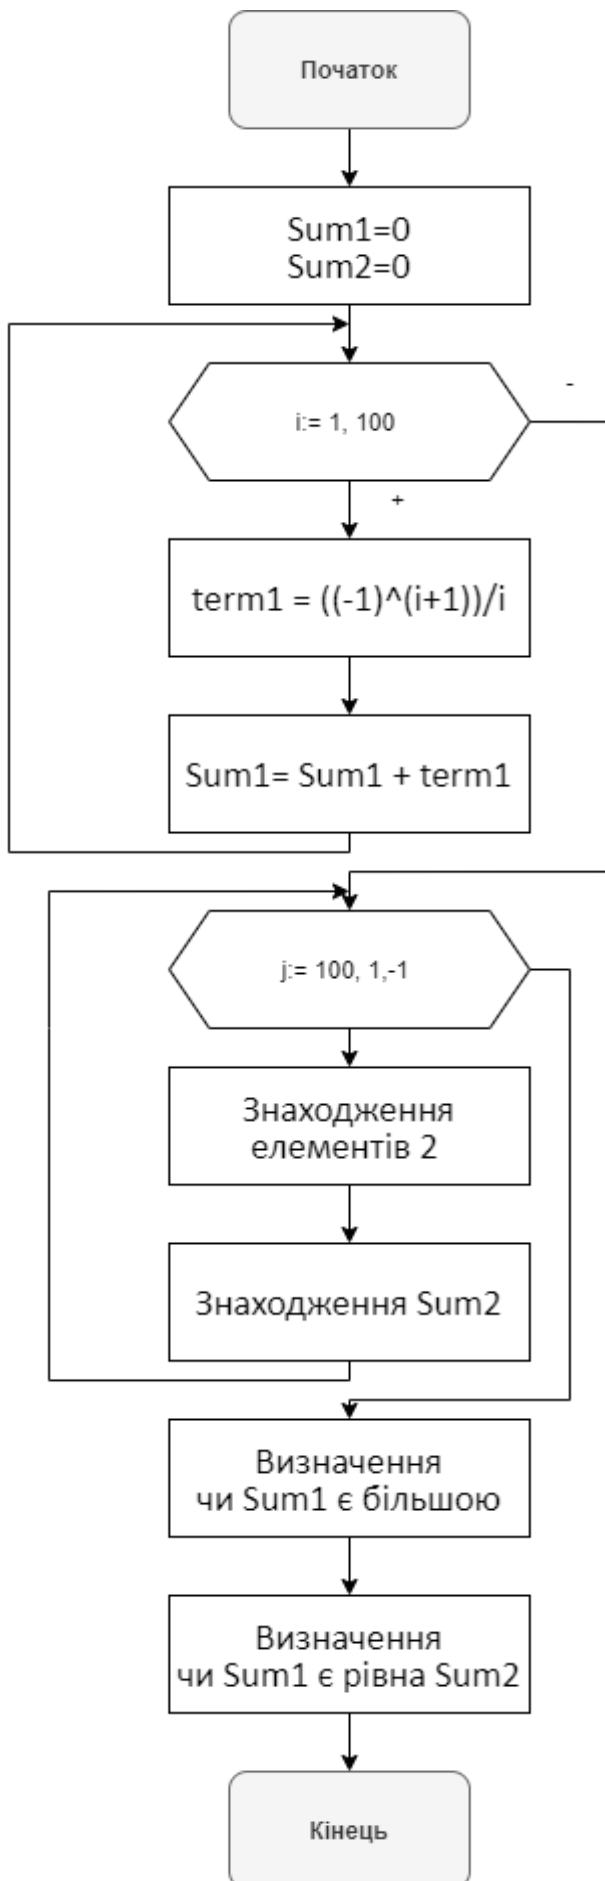 Початок
Sum1=0
Sum2=0
-
i:= 1, 100
+
term1 = ((-1)^(i+1))/i
Sum1= Sum1 + term1
j:= 100, 1,-1
Знаходження
елементів 2
Знаходження Sum2
Визначення
чи Sum1 є більшою
Визначення
чи Sum1 є рівна Sum2
Кінець